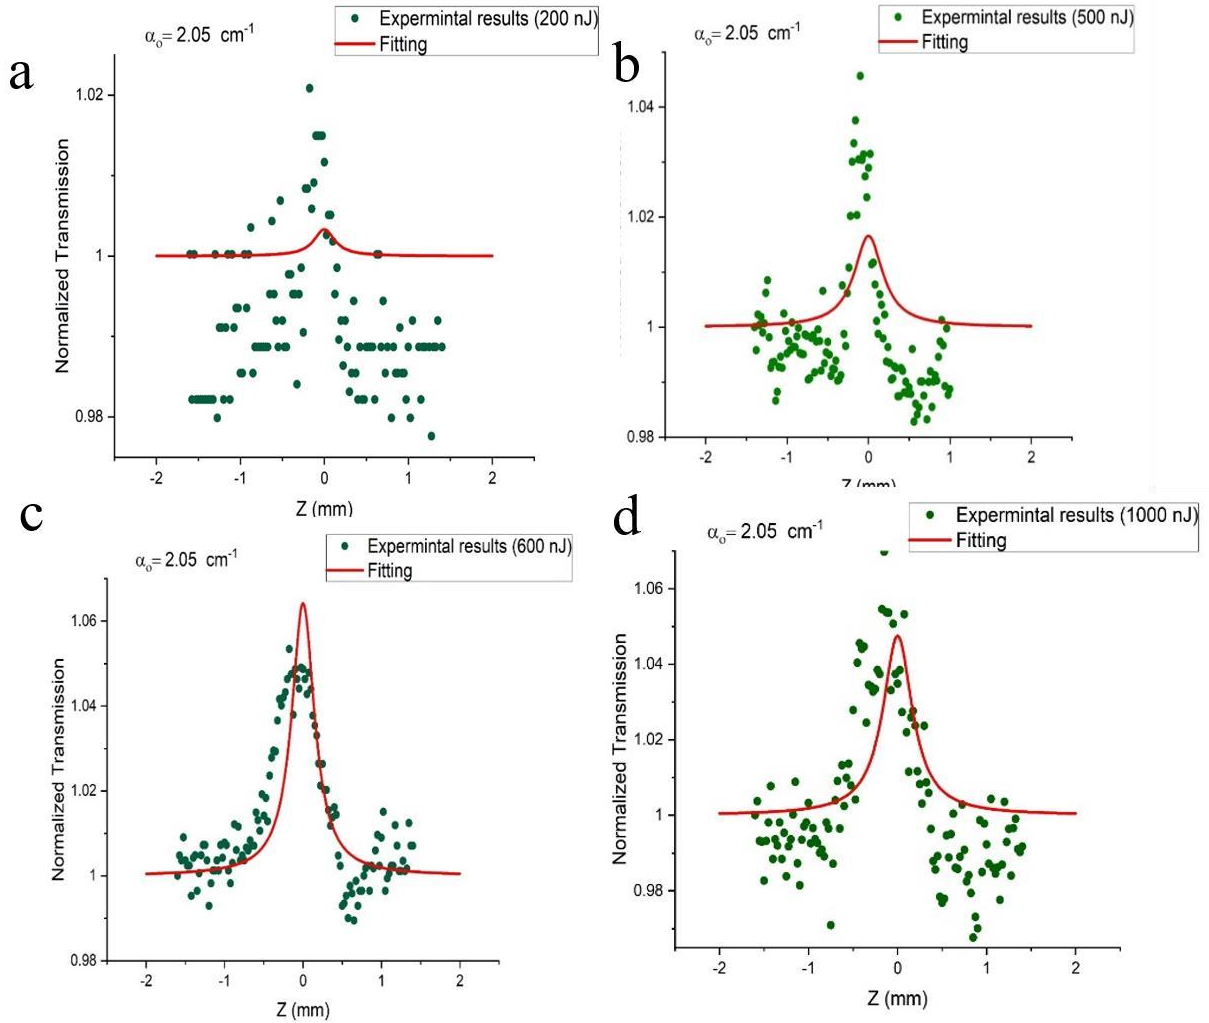 a
αo= 2.05 cm-1
Expermintal results (200 nJ)
Fitting
Normalized Transmission
1.02
1
0.98
-2 -1 0 1 2
Z (mm)
b
αo= 2.05 cm-1
Expermintal results (500 nJ)
Fitting
Normalized Transmission
1.04
1.02
1
0.98
-2 -1 0 1 2
Z (mm)
c
αo= 2.05 cm-1
Expermintal results (600 nJ)
Fitting
Normalized Transmission
1.06
1.04
1.02
1
0.98
-2 -1 0 1 2
Z (mm)
d
αo= 2.05 cm-1
Expermintal results (1000 nJ)
Fitting
Normalized Transmission
1.06
1.04
1.02
1
0.98
-2 -1 0 1 2
Z (mm)